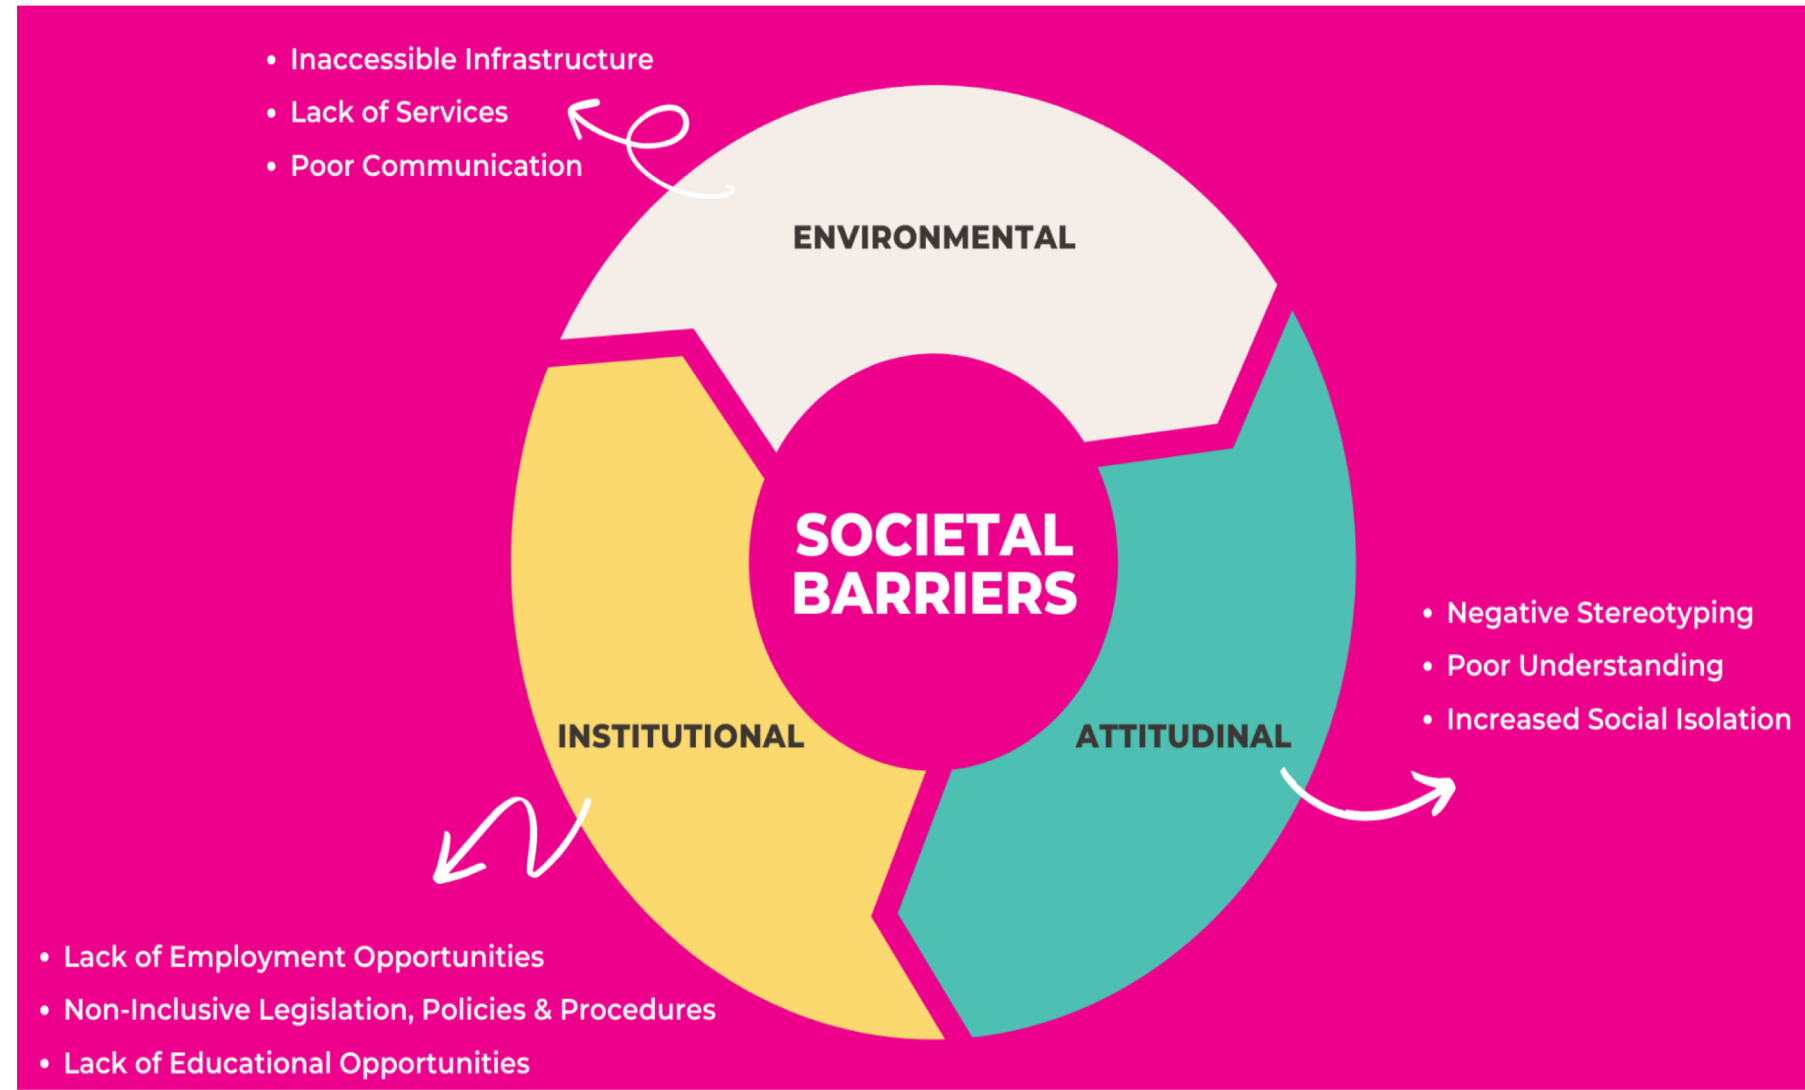 • Inaccessible Infrastructure
• Lack of Services
• Poor Communication
ENVIRONMENTAL
SOCIETAL
BARRIERS
• Negative Stereotyping
• Poor Understanding
• Increased Social Isolation
INSTITUTIONAL
ATTITUDINAL
• Lack of Employment Opportunities
• Non-Inclusive Legislation, Policies & Procedures
• Lack of Educational Opportunities